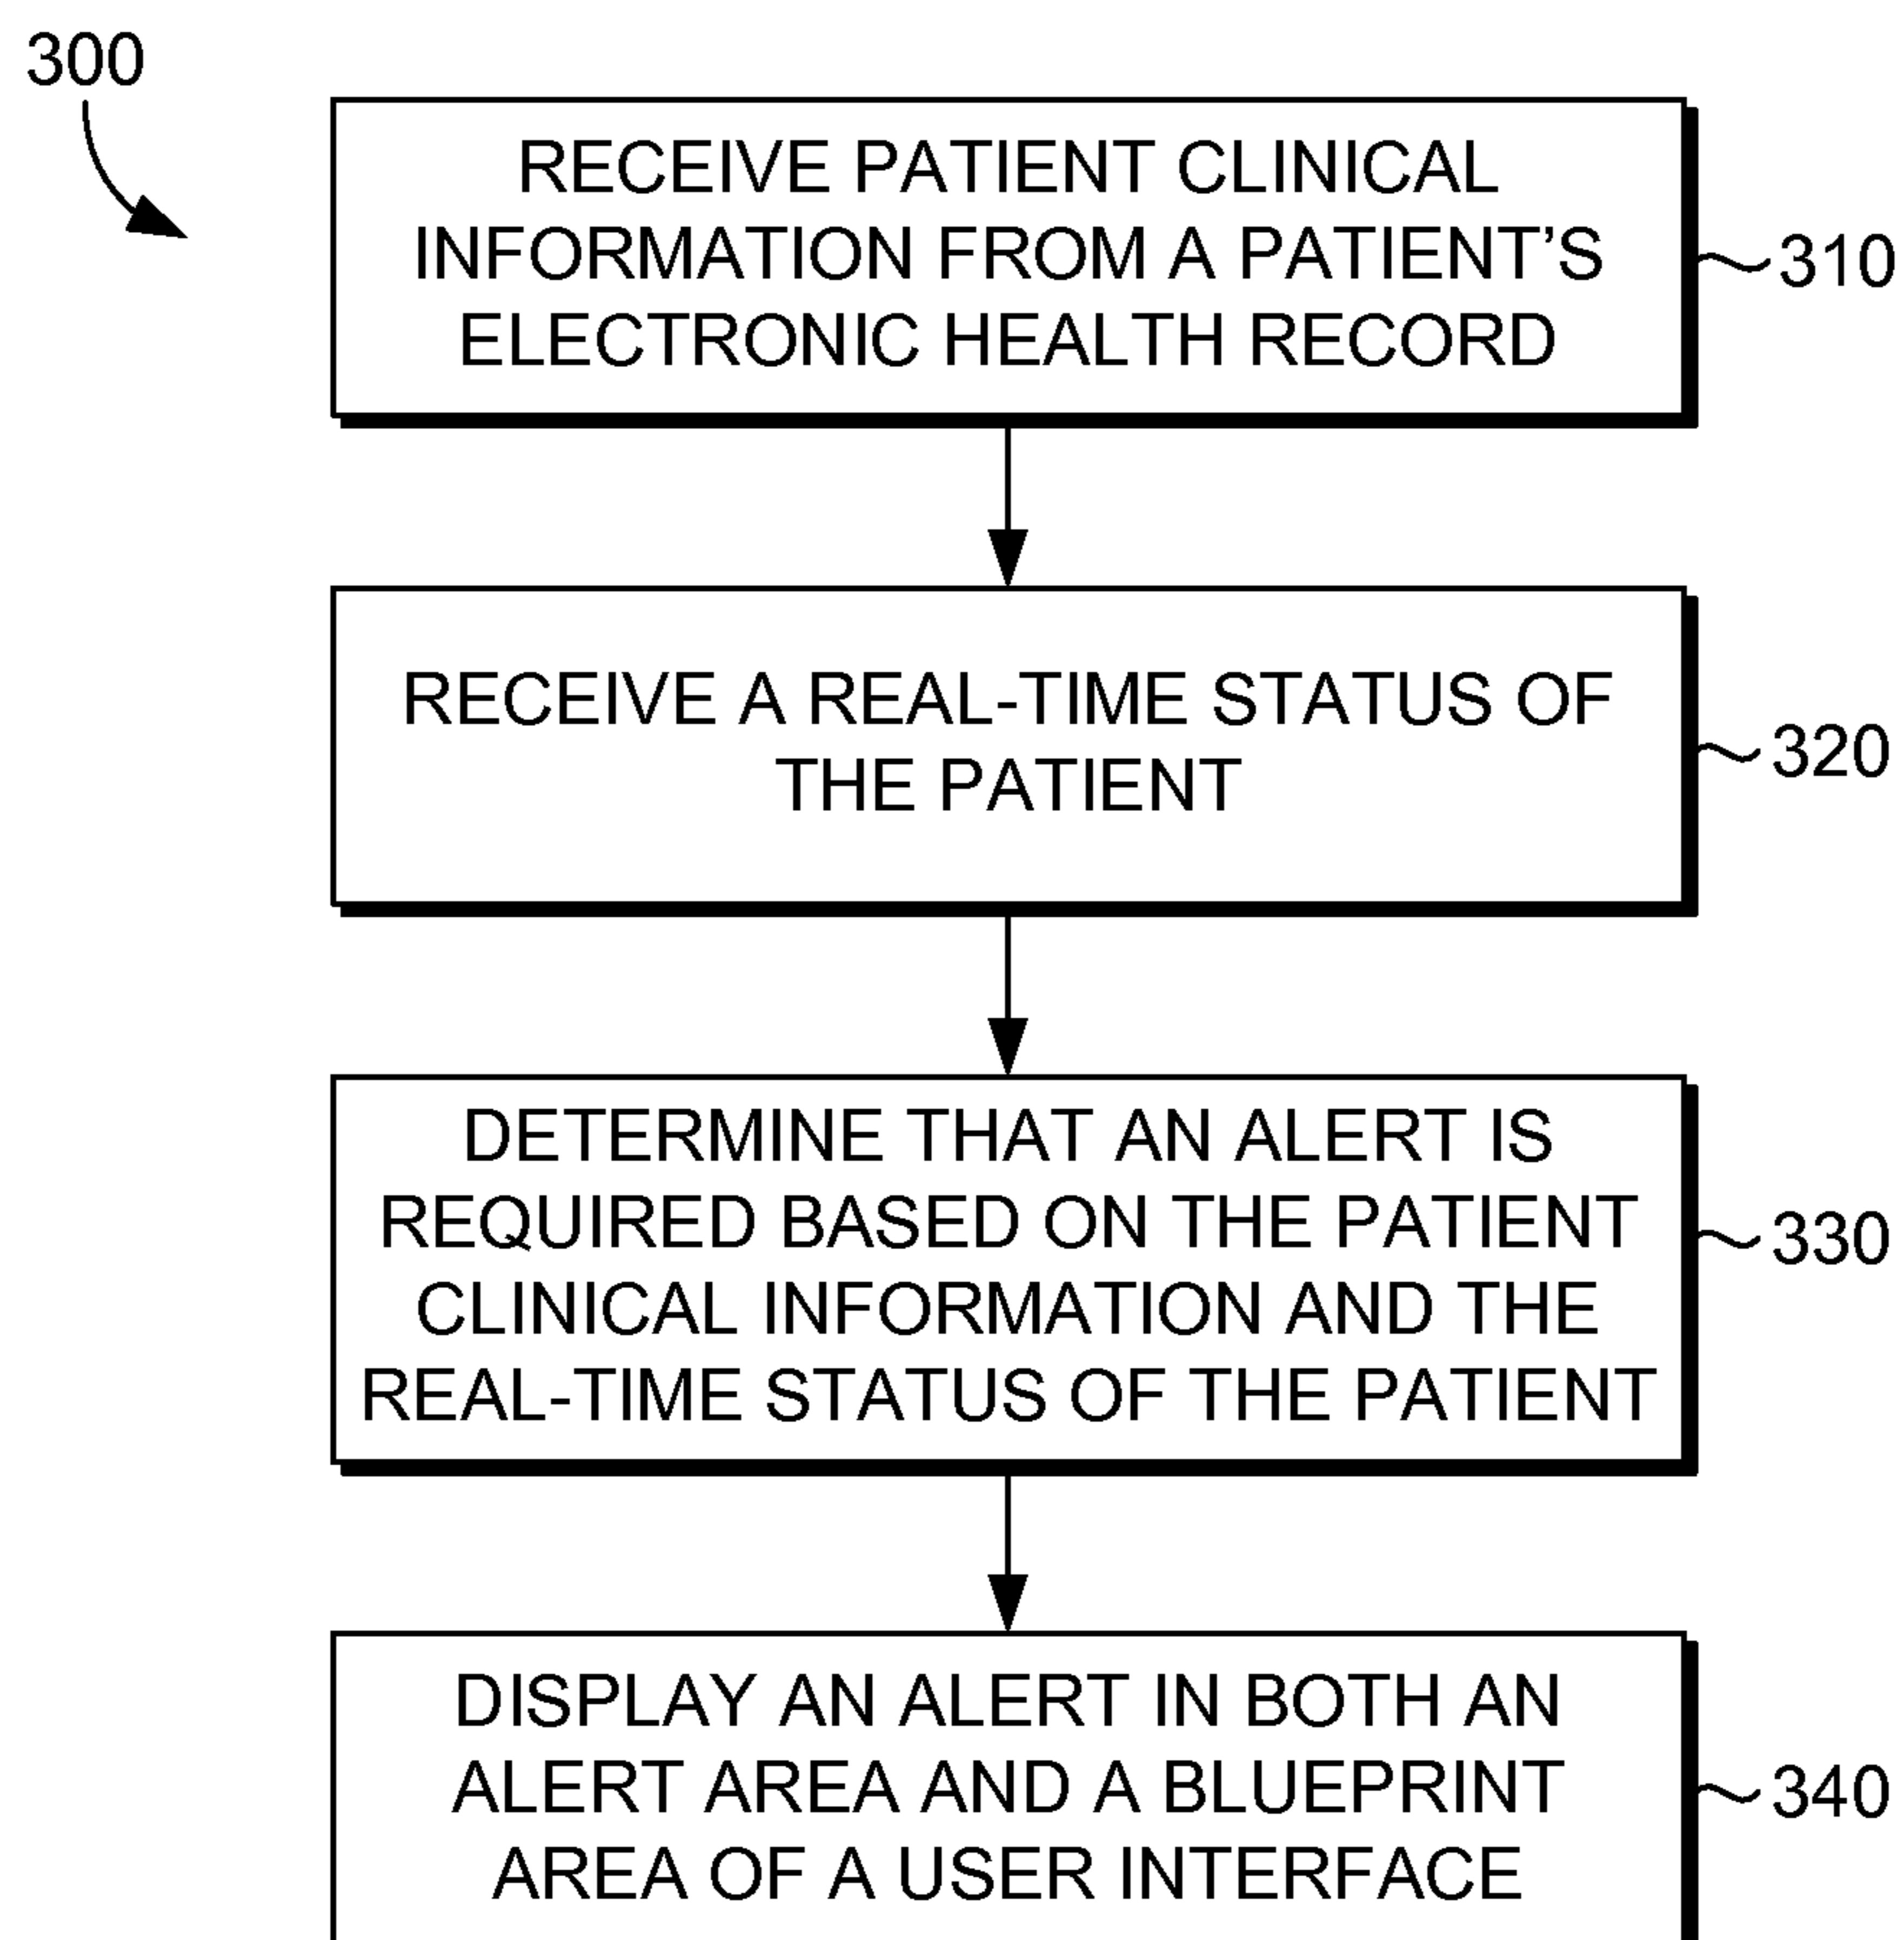 300
RECEIVE PATIENT CLINICAL
INFORMATION FROM A PATIENT’S
ELECTRONIC HEALTH RECORD
310
RECEIVE A REAL-TIME STATUS OF
THE PATIENT
320
DETERMINE THAT AN ALERT IS
REQUIRED BASED ON THE PATIENT
CLINICAL INFORMATION AND THE
REAL-TIME STATUS OF THE PATIENT
330
DISPLAY AN ALERT IN BOTH AN
ALERT AREA AND A BLUEPRINT
AREA OF A USER INTERFACE
340